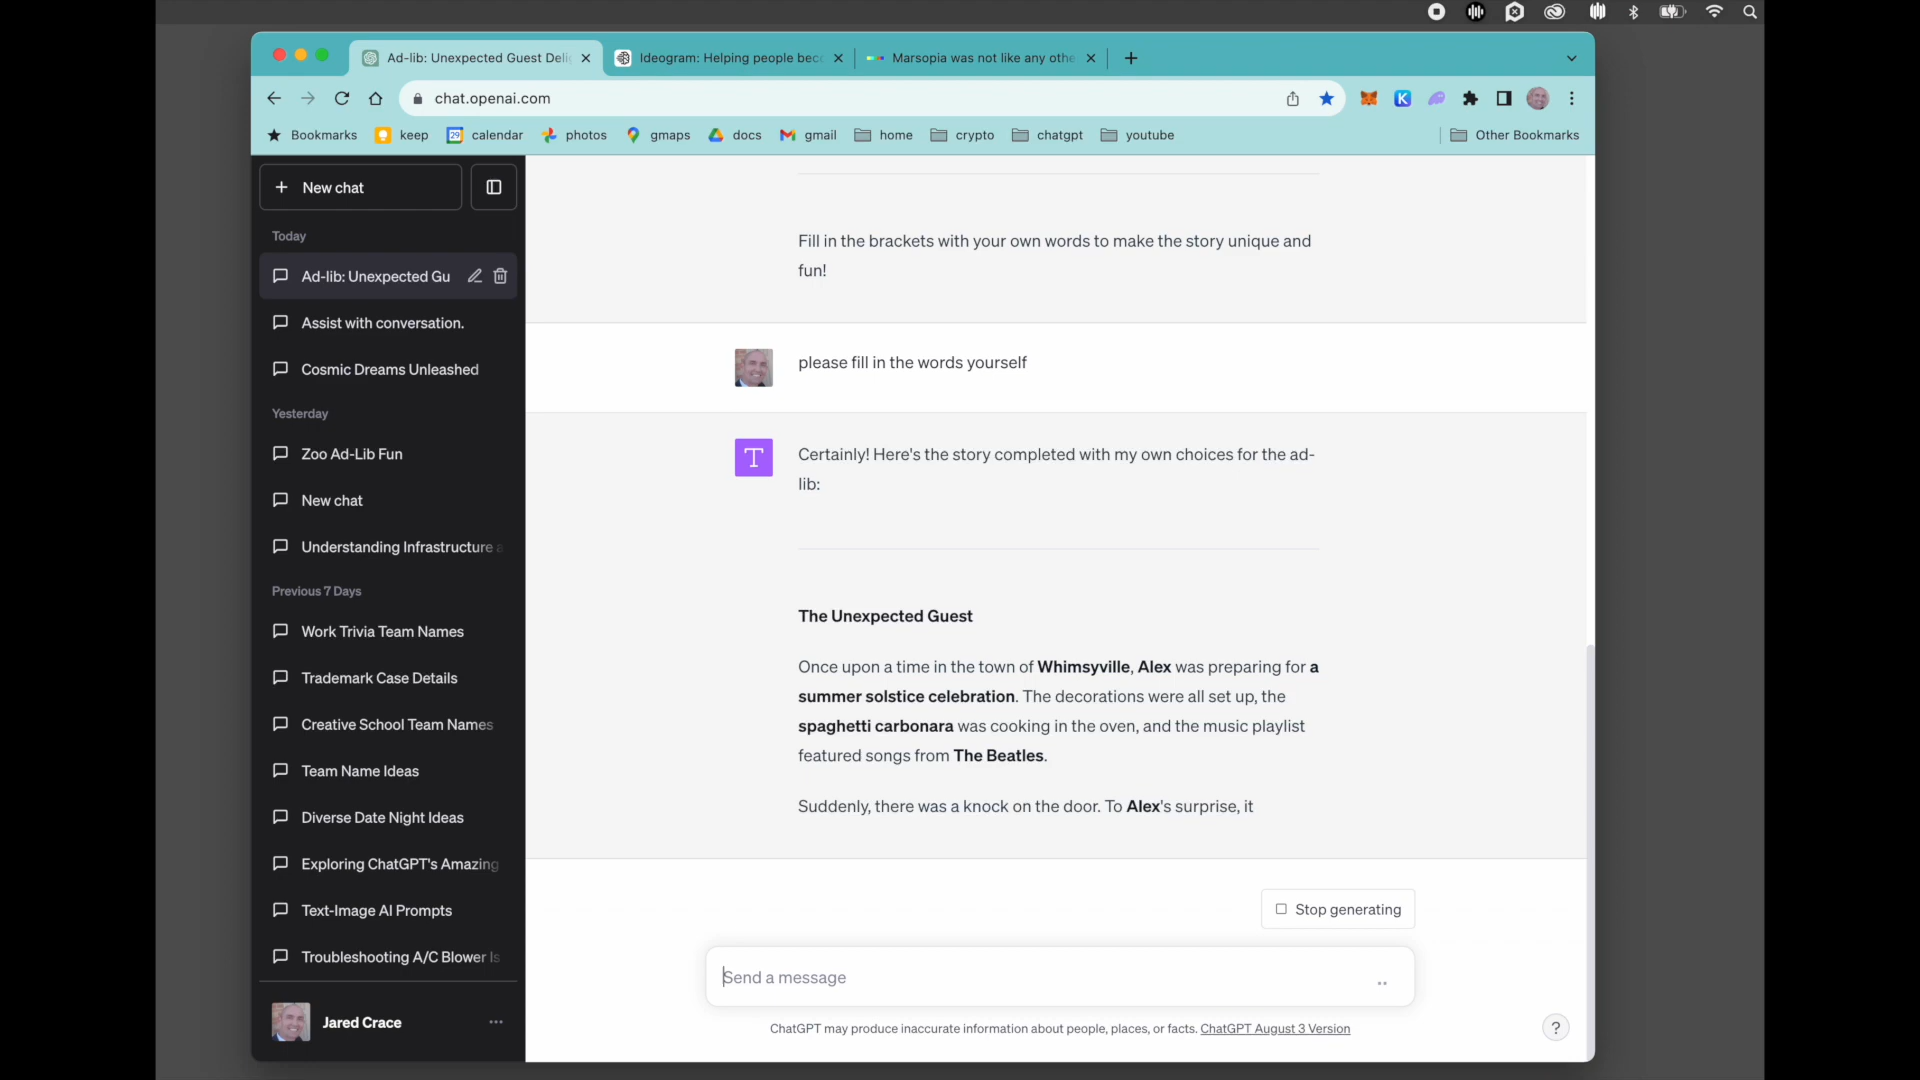 Ad-lib: Unexpected Guest Deli
Ideogram: Helping people bec
Marsopia was not like any othe
chat.openai.com
Bookmarks
keep
calendar
photos
gmaps
docs
gmail
home
crypto
chatgpt
youtube
Other Bookmarks
New chat
Today
Ad-lib: Unexpected Gu
Assist with conversation.
Cosmic Dreams Unleashed
Yesterday
Zoo Ad-Lib Fun
New chat
Understanding Infrastructure a
Previous 7 Days
Work Trivia Team Names
Trademark Case Details
Creative School Team Names
Team Name Ideas
Diverse Date Night Ideas
Exploring ChatGPT's Amazing
Text-Image AI Prompts
Troubleshooting A/C Blower Is
Jared Crace
Fill in the brackets with your own words to make the story unique and
fun!
please fill in the words yourself
T
Certainly! Here's the story completed with my own choices for the ad-
lib:
The Unexpected Guest
Once upon a time in the town of Whimsyville, Alex was preparing for a
summer solstice celebration. The decorations were all set up, the
spaghetti carbonara was cooking in the oven, and the music playlist
featured songs from The Beatles.
Suddenly, there was a knock on the door. To Alex's surprise, it
Stop generating
Send a message
ChatGPT may produce inaccurate information about people, places, or facts. ChatGPT August 3 Version
?